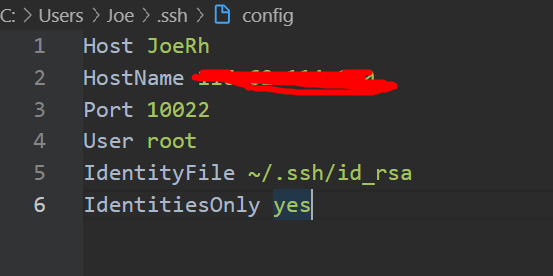 C: > Users > Joe > .ssh > config
1 Host JoeRh
2 HostName
3 Port 10022
4 User root
5 IdentityFile ~/.ssh/id_rsa
6 IdentitiesOnly yes